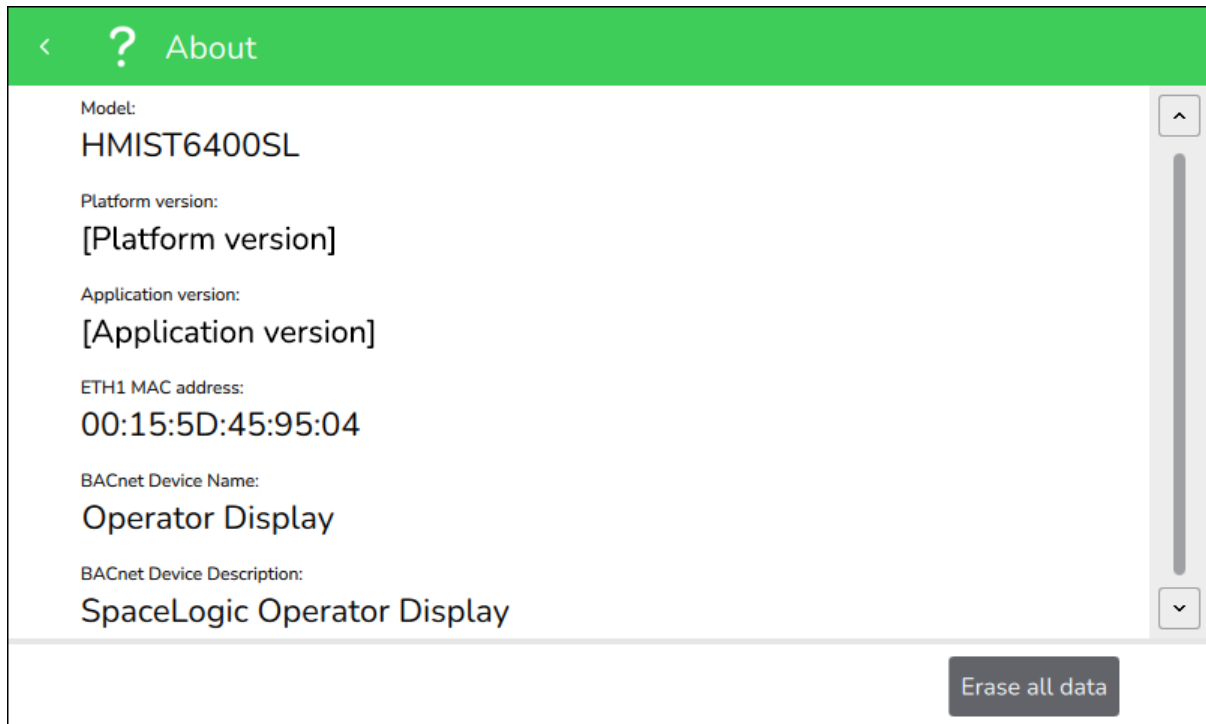 ? About
Model:
HMIST6400SL
Platform version:
[Platform version]
Application version:
[Application version]
ETH1 MAC address:
00:15:5D:45:95:04
BACnet Device Name:
Operator Display
BACnet Device Description:
SpaceLogic Operator Display
Erase all data